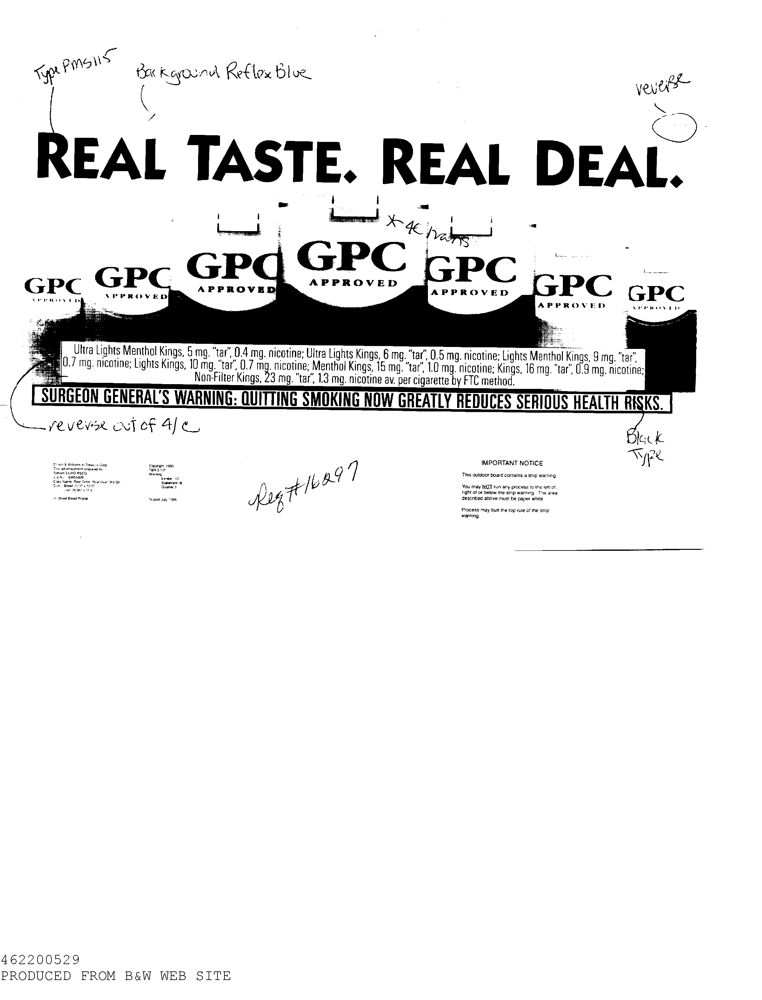 Type PMS115
Background Reflex Blue
reverse
REAL TASTE. REAL DEAL.
* 4C trans
GPC APPROVED
GPC APPROVED
GPC APPROVED
GPC APPROVED
GPC APPROVED
GPC APPROVED
GPC APPROVED
Ultra Lights Menthol Kings, 5 mg. "tar", 0.4 mg. nicotine; Ultra Lights Kings, 6 mg. "tar", 0.5 mg. nicotine; Lights Menthol Kings, 9 mg. "tar",
0.7 mg. nicotine; Lights Kings, 10 mg. "tar", 0.7 mg. nicotine; Menthol Kings, 15 mg. "tar", 1.0 mg. nicotine; Kings, 16 mg. "tar", 0.9 mg. nicotine;
Non-Filter Kings, 23 mg. "tar", 1.3 mg. nicotine av. per cigarette by FTC method.
SURGEON GENERAL'S WARNING: QUITTING SMOKING NOW GREATLY REDUCES SERIOUS HEALTH RISKS.
reverse out of 4/c
Black
Type
Reg#16297
IMPORTANT NOTICE
This outdoor board contains a strip warning.
You may NOT run any process to the left of,
right of or below the strip warning. The area
described above must be paper white.
Process may butt the top rule of the strip
warning.
462200529
PRODUCED FROM B&W WEB SITE